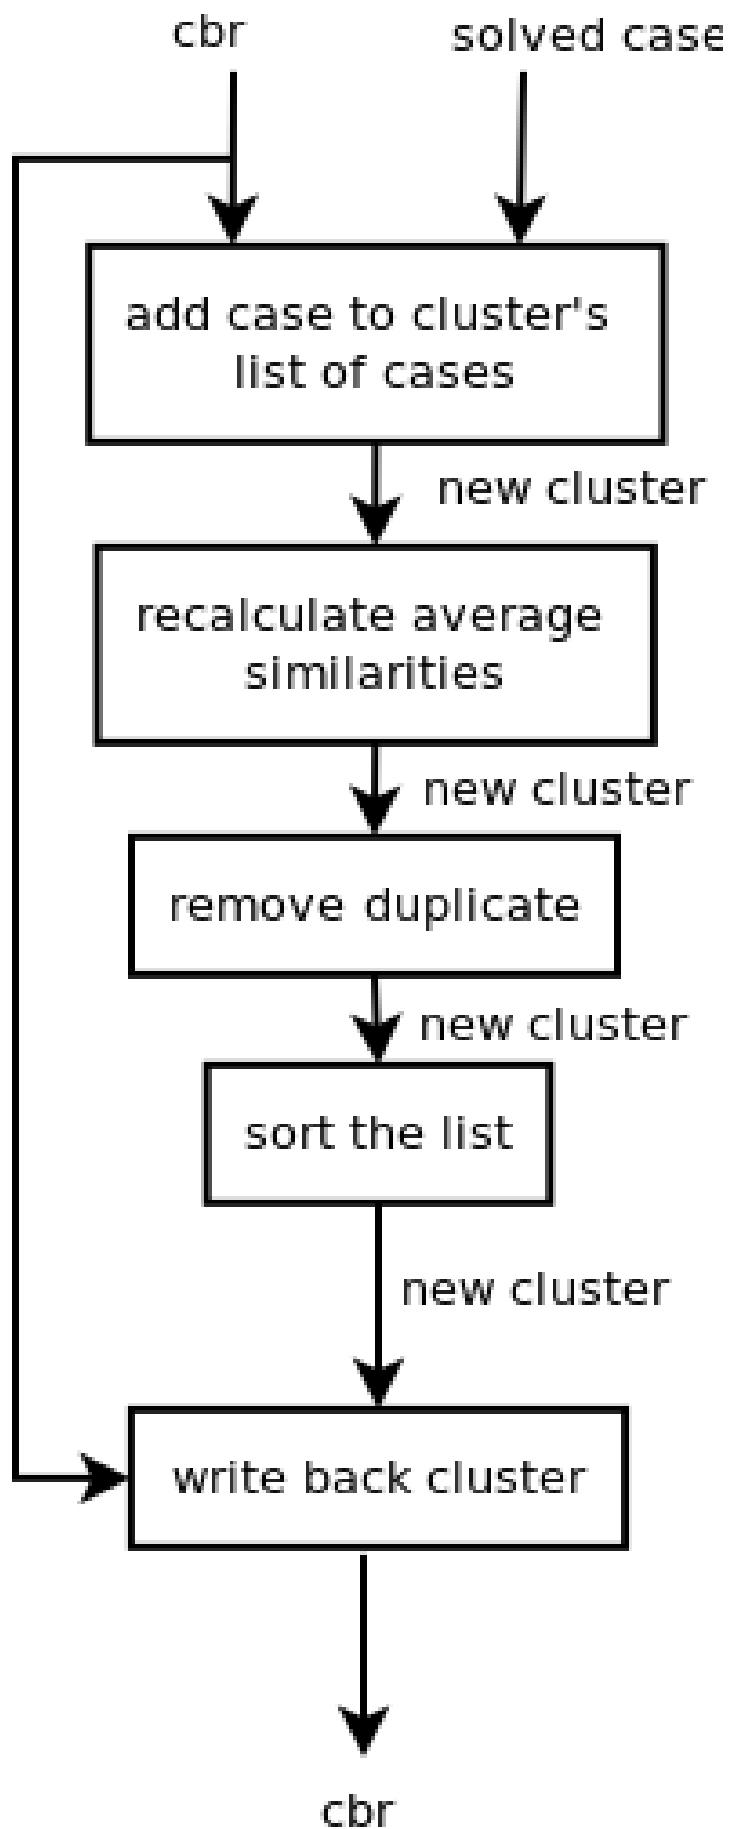 cbr
solved case
add case to cluster's
list of cases
new cluster
recalculate average
similarities
new cluster
remove duplicate
new cluster
sort the list
new cluster
write back cluster
cbr